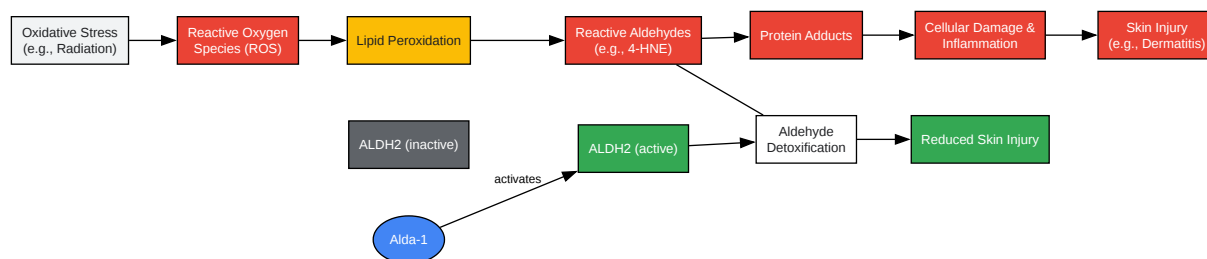 Oxidative Stress
(e.g., Radiation)
Reactive Oxygen
Species (ROS)
Lipid Peroxidation
Reactive Aldehydes
(e.g., 4-HNE)
Protein Adducts
Cellular Damage &
Inflammation
Skin Injury
(e.g., Dermatitis)
ALDH2 (inactive)
ALDH2 (active)
Aldehyde
Detoxification
Reduced Skin Injury
activates
Alda-1